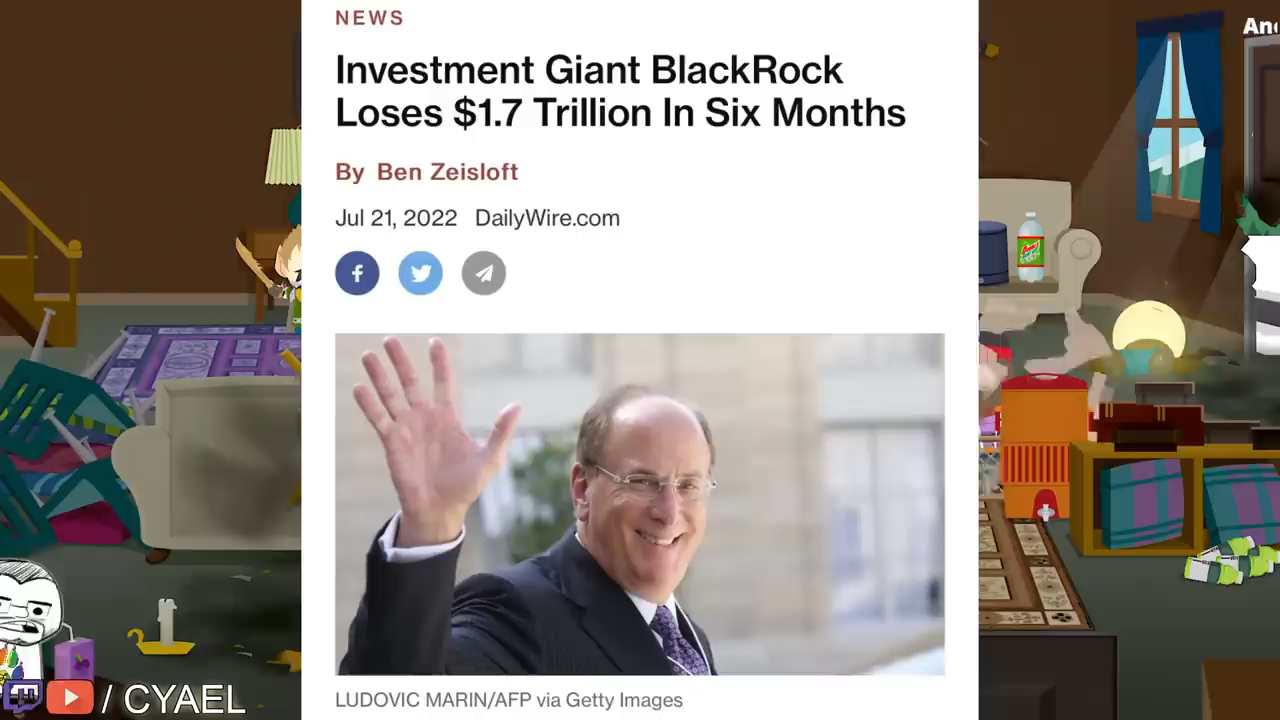 NEWS
An
Investment Giant BlackRock
Loses $1.7 Trillion In Six Months
By Ben Zeisloft
Jul 21, 2022 DailyWire.com
LUDOVIC MARIN/AFP via Getty Images
/ CYAEL